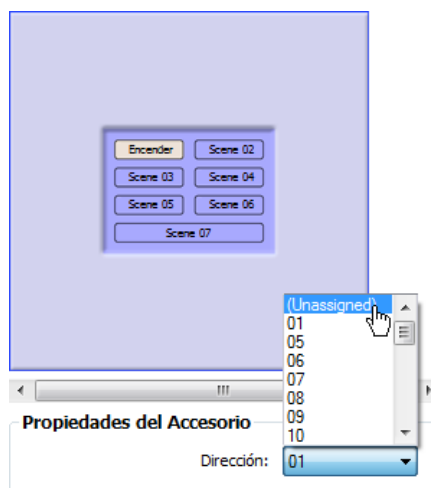 Encender Scene 02
Scene 03 Scene 04
Scene 05 Scene 06
Scene 07
(Unassigned)
01
05
06
07
08
09
10
Propiedades del Accesorio
Dirección: 01